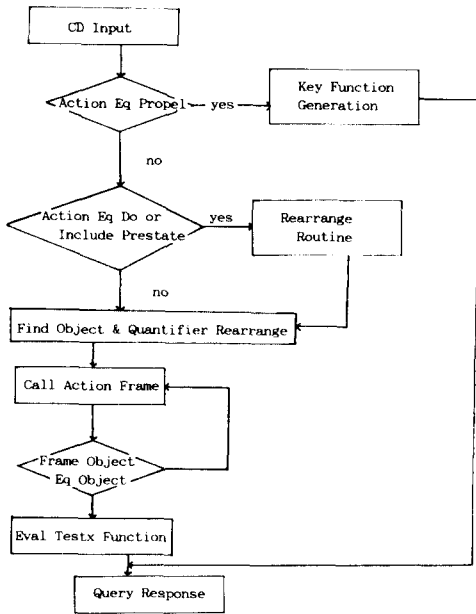 CD Input
Action Eq Propel
yes
Key Function
Generation
no
Action Eq Do or
Include Prestate
yes
Rearrange
Routine
no
Find Object & Quantifier Rearrange
Call Action Frame
Frame Object
Eq Object
Eval Testx Function
Query Response